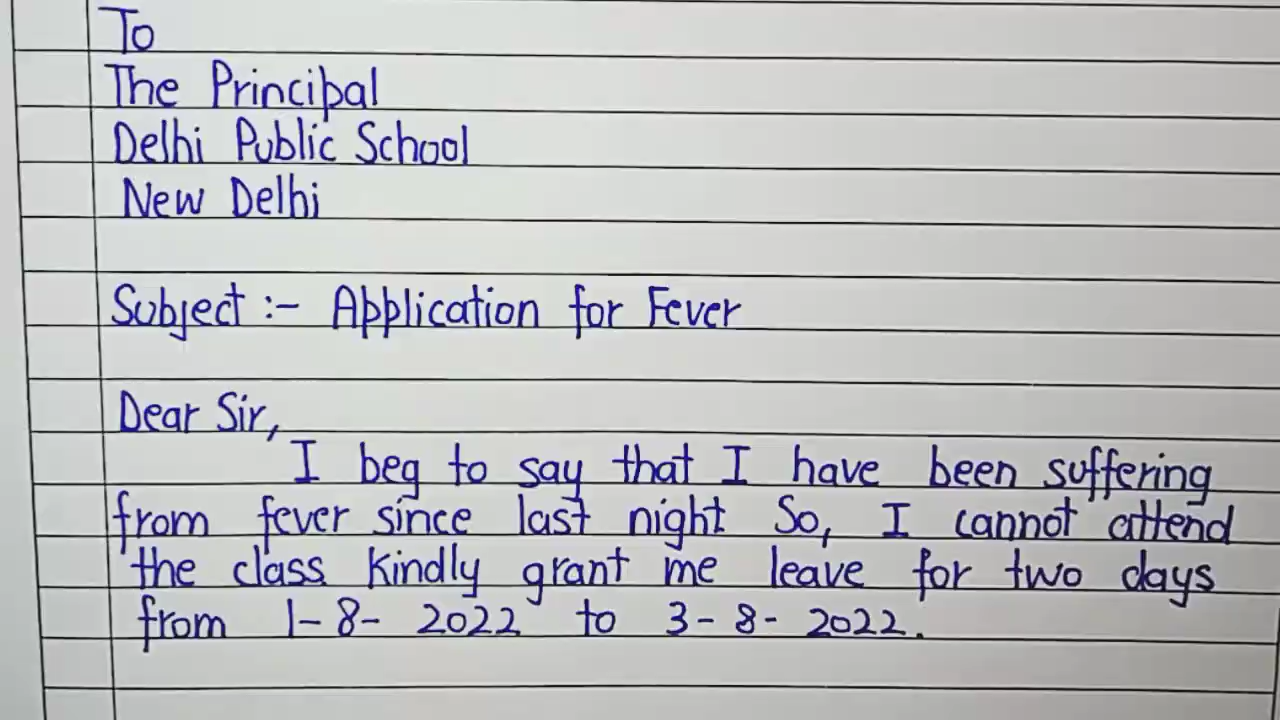 To
The Principal
Delhi Public School
New Delhi
Subject :- Application for Fever
Dear Sir,
I beg to say that I have been suffering
from fever since last night So, I cannot attend
the class Kindly grant me leave for two days
from 1-8- 2022 to 3-8- 2022.